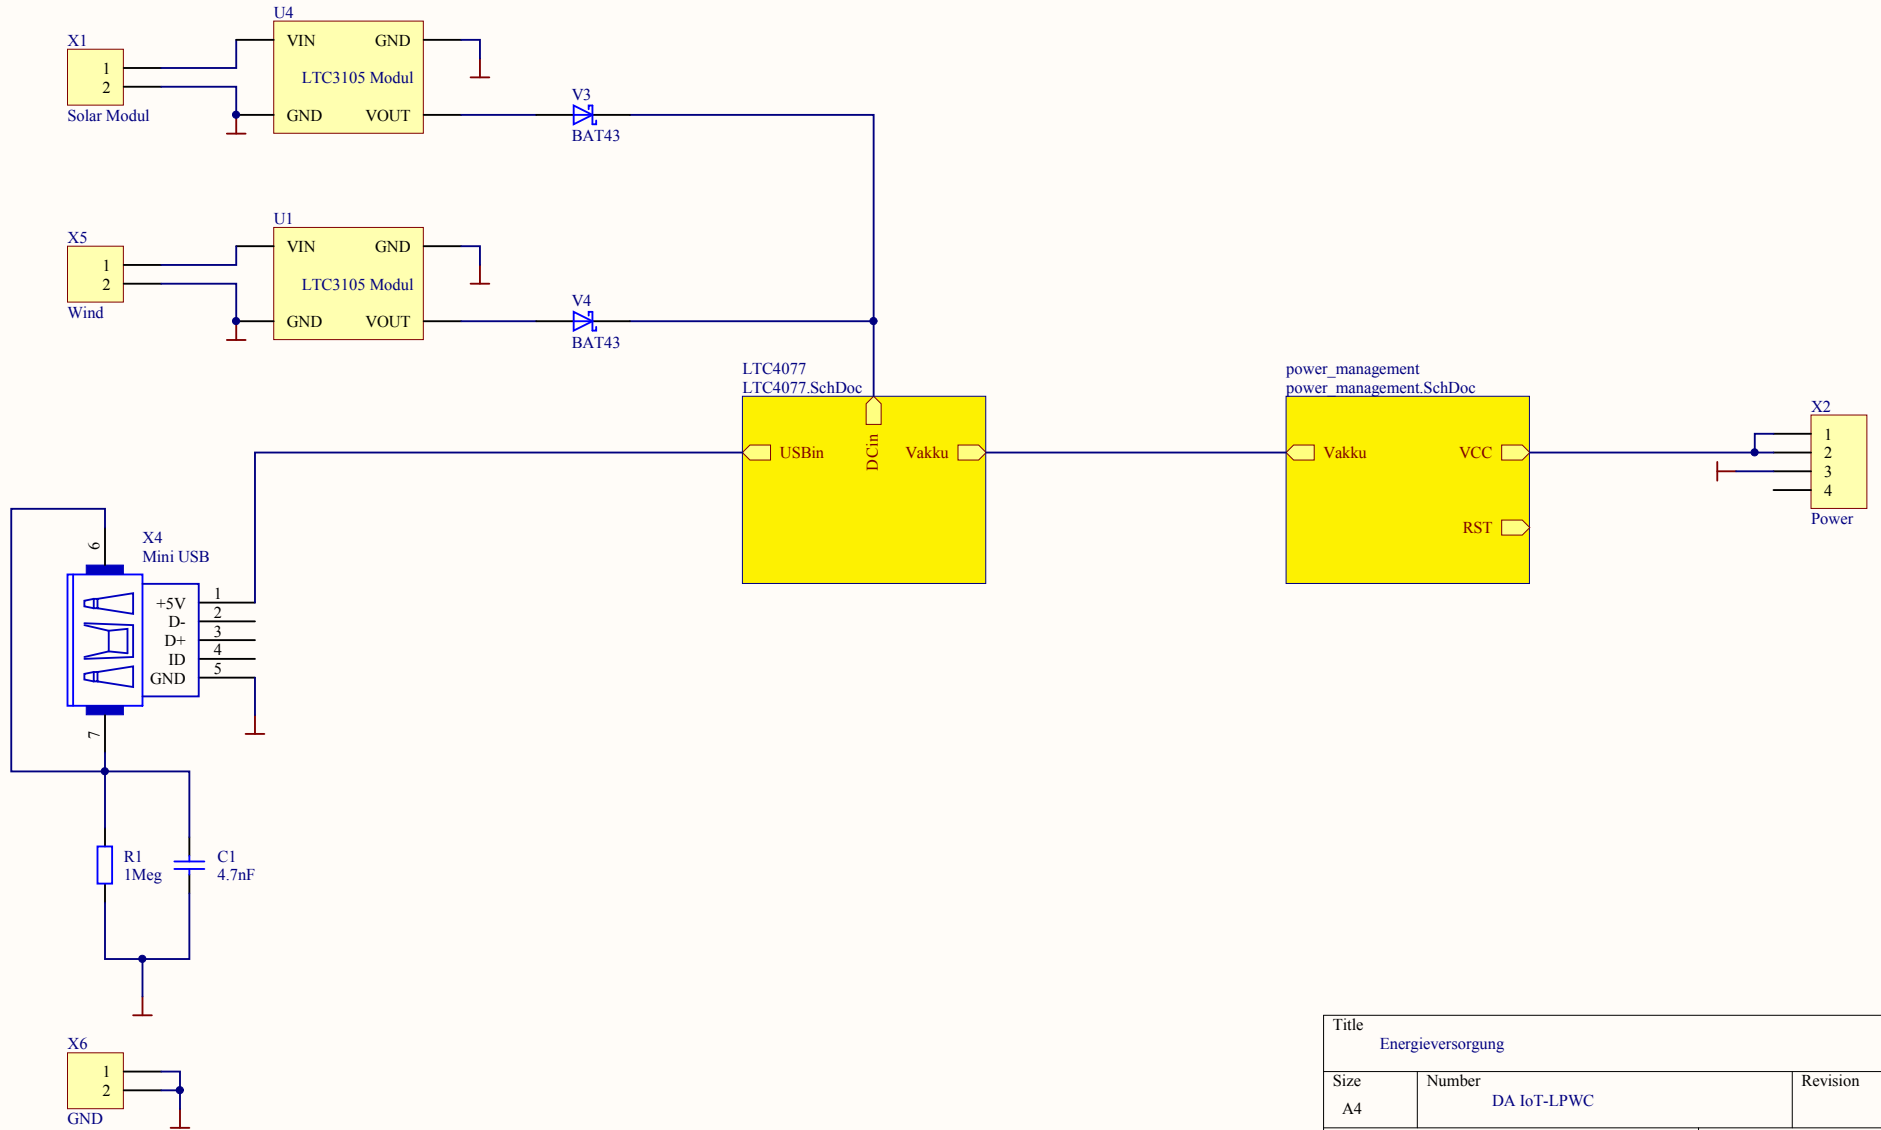 U4
X1
VIN GND
1
LTC3105 Modul
2
Solar Modul
GND VOUT
V3
BAT43
U1
X5
VIN GND
1
LTC3105 Modul
2
Wind
GND VOUT
V4
BAT43
LTC4077
LTC4077.SchDoc
USBin
DCin
Vakku
power_management
power_management.SchDoc
Vakku
VCC
RST
X2
1
2
3
4
Power
X4
Mini USB
6
+5V 1
D- 2
D+ 3
ID 4
GND 5
7
R1
1Meg
C1
4.7nF
X6
1
2
GND
Title
Energieversorgung
Size Number Revision
A4 DA IoT-LPWC